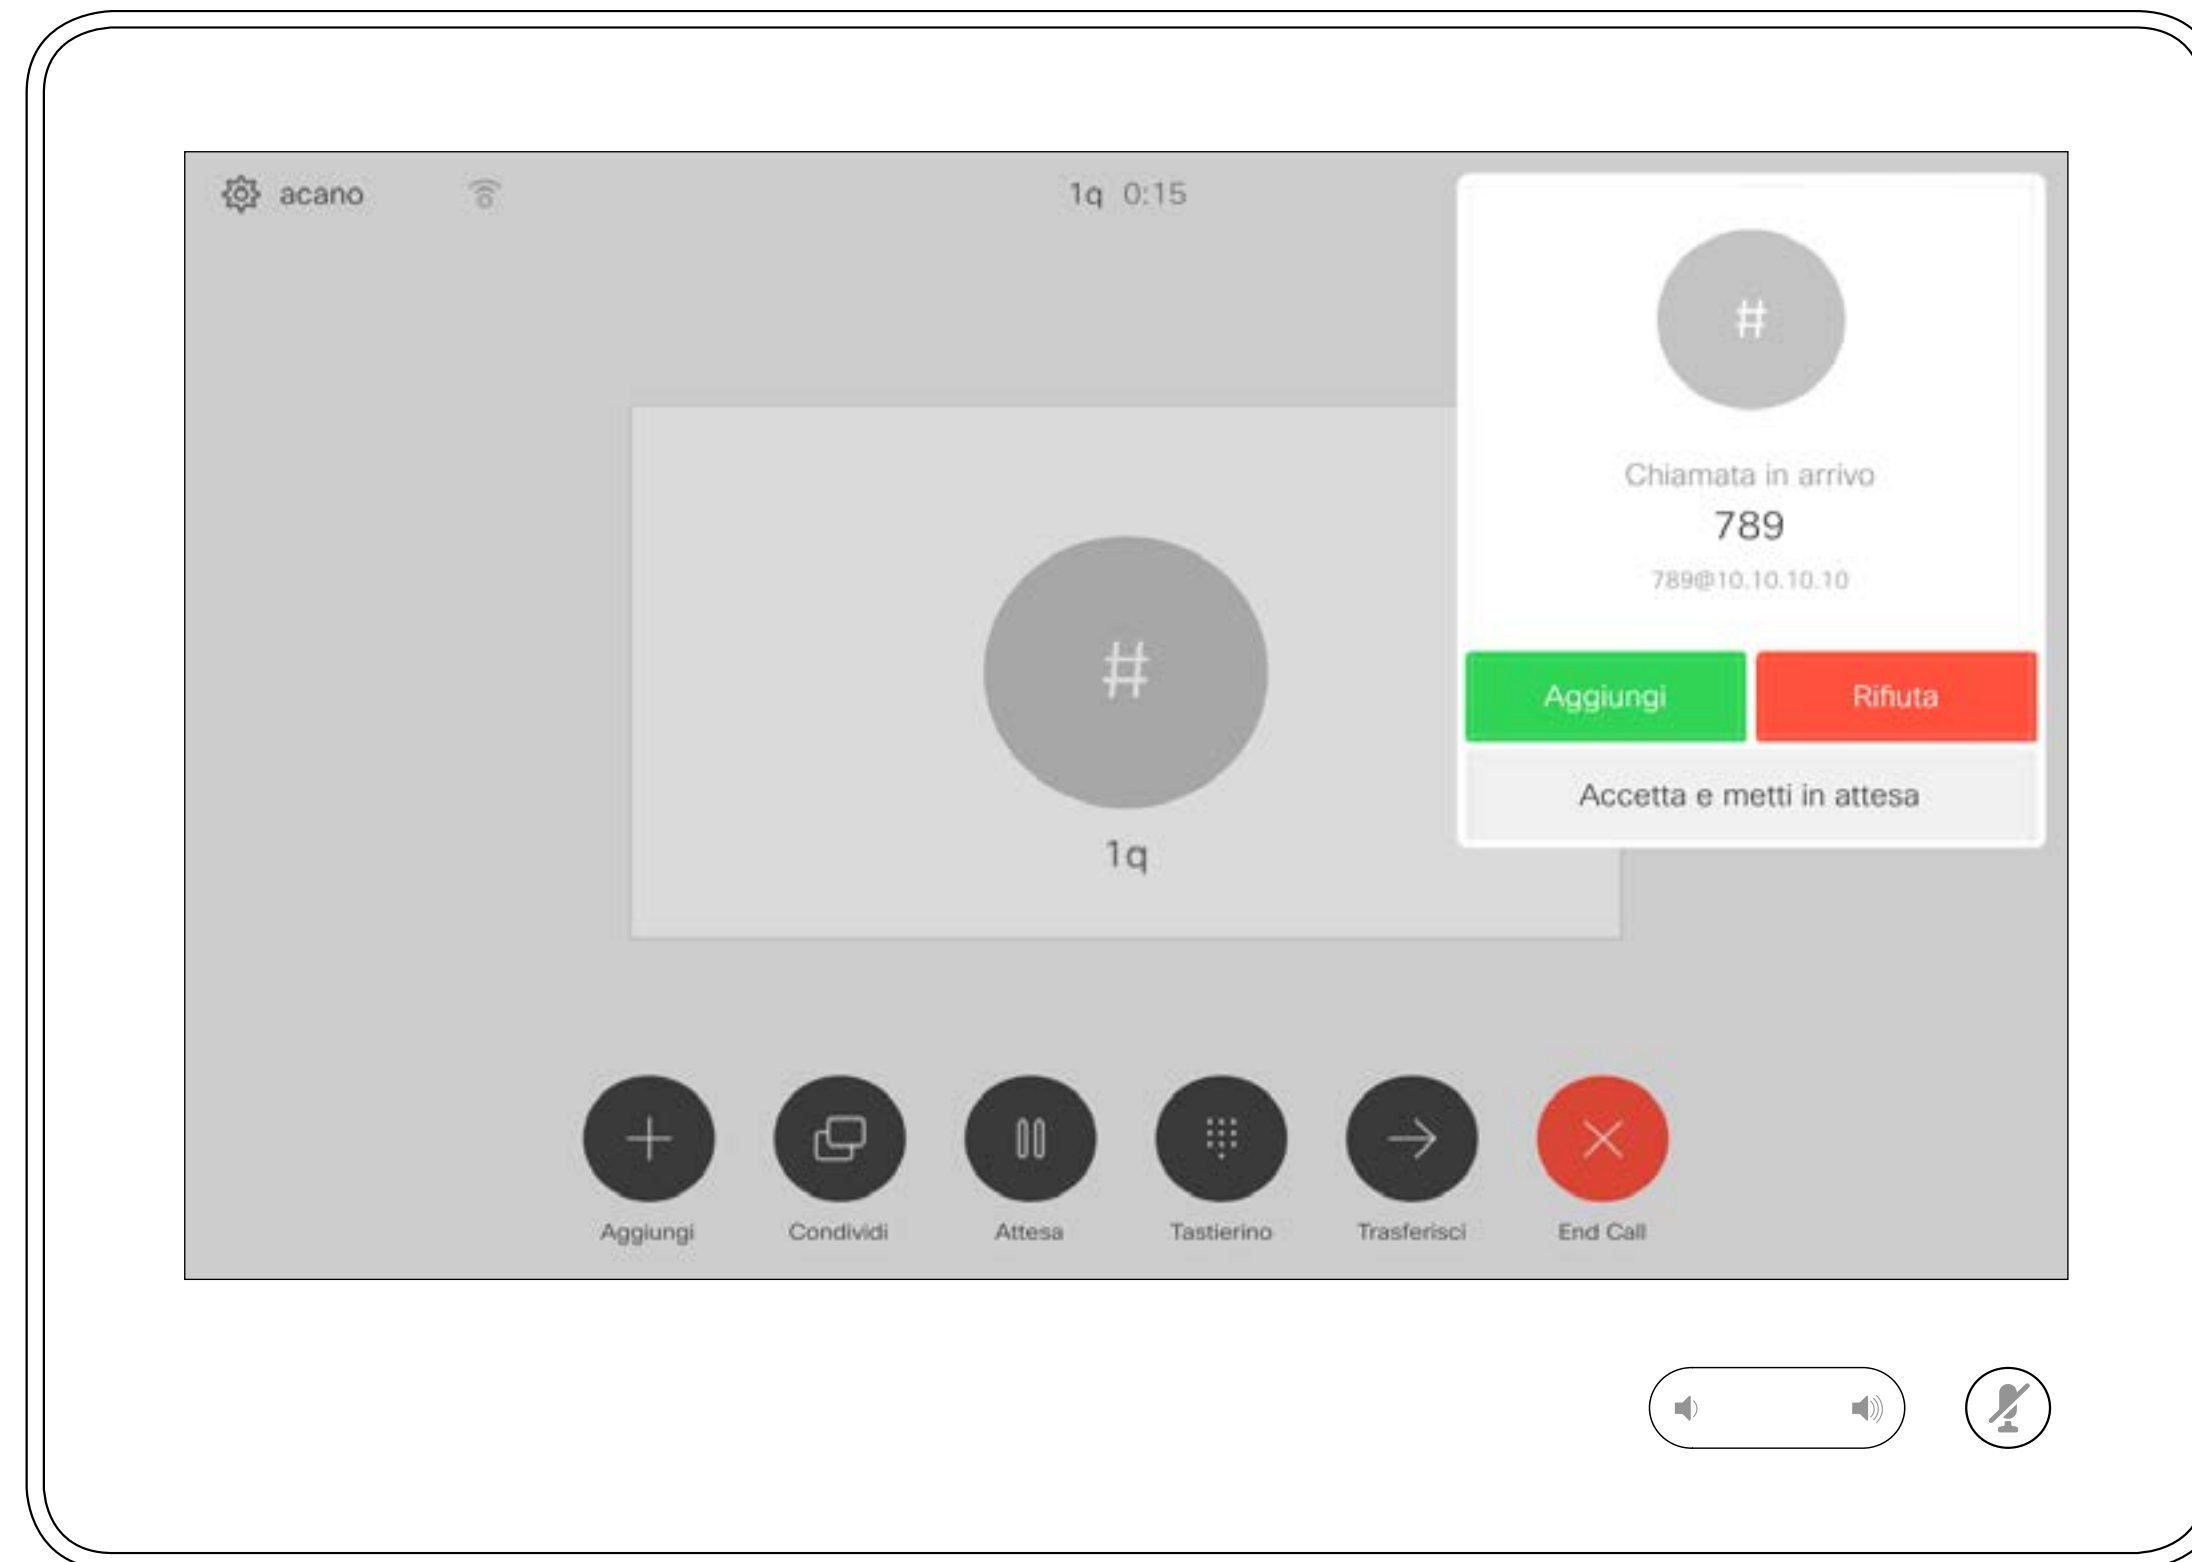 acano
1q 0:15
#
Chiamata in arrivo
789
789@10.10.10.10
Aggiungi
Rifiuta
Accetta e metti in attesa
#
1q
Aggiungi
Condividi
Attesa
Tastierino
Trasferisci
End Call